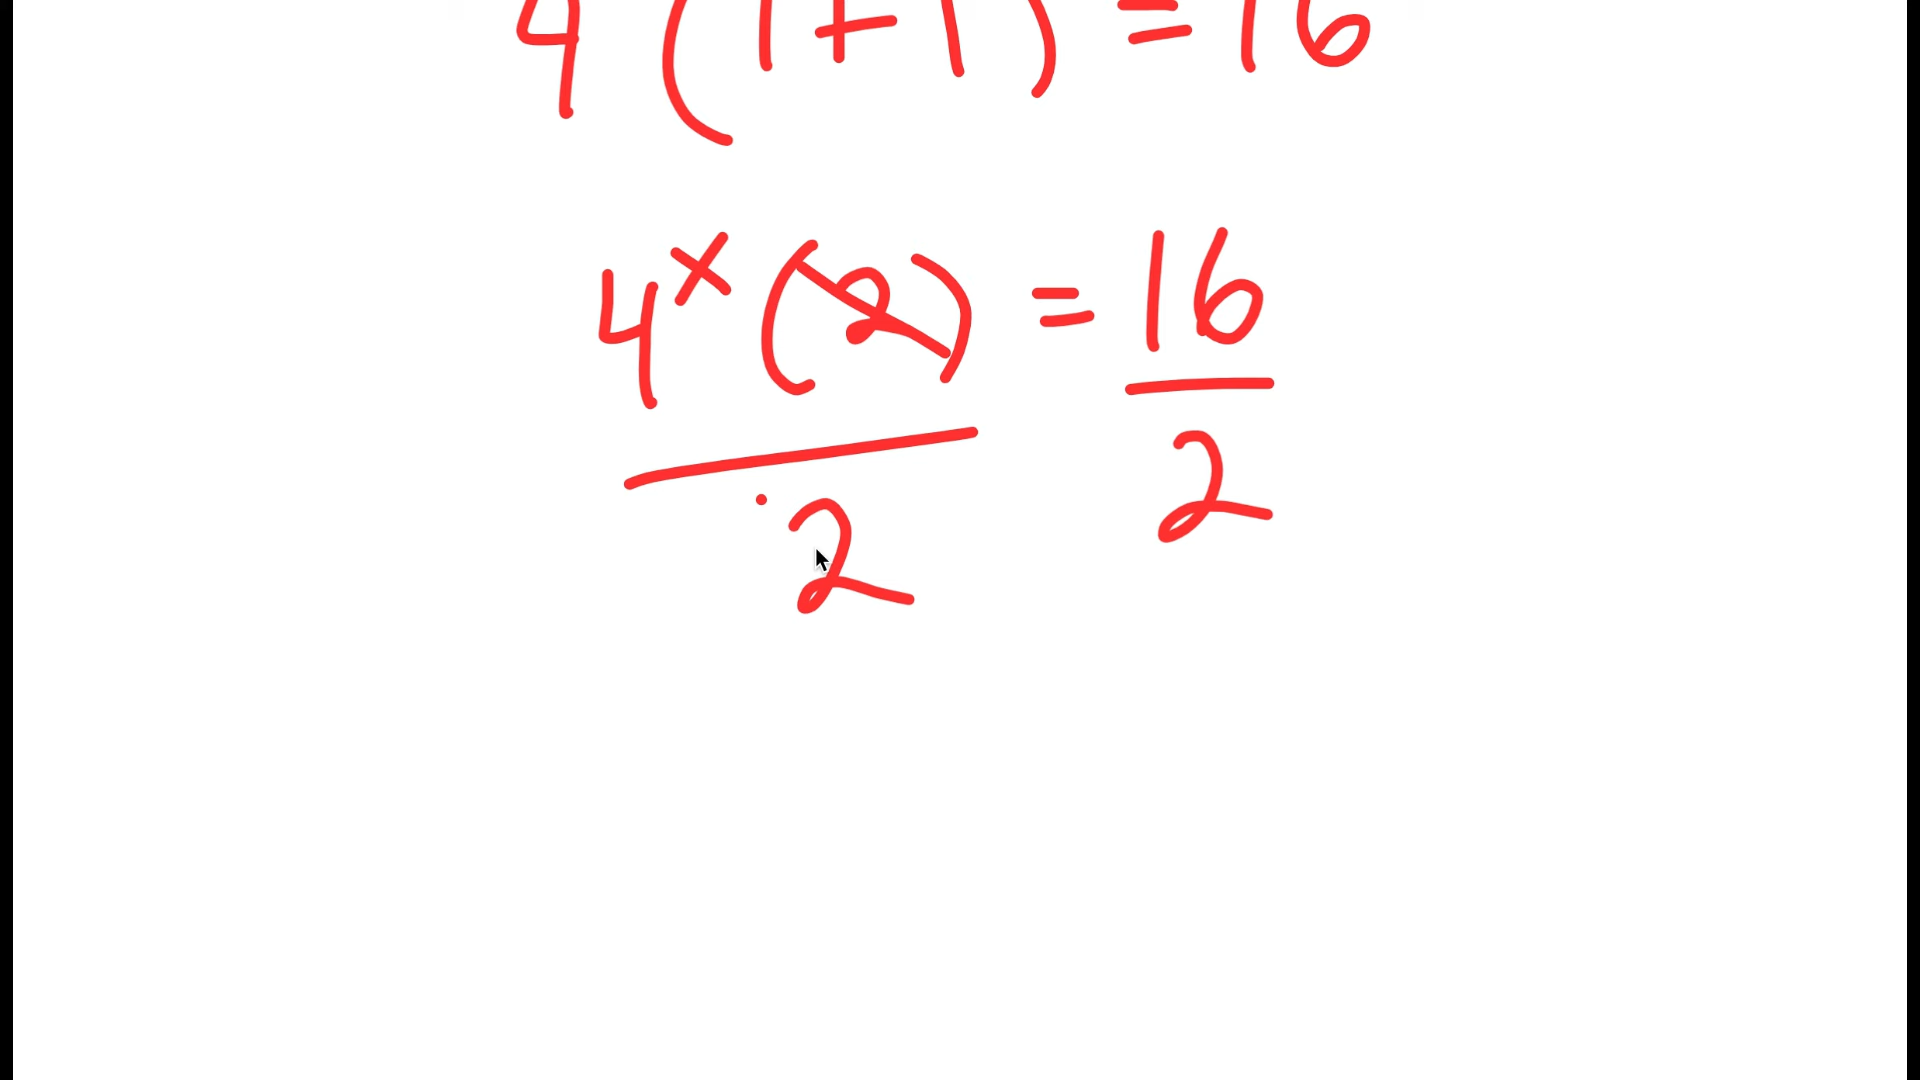 4 (1 + 1) = 16
4^x (2) = 16
2 2